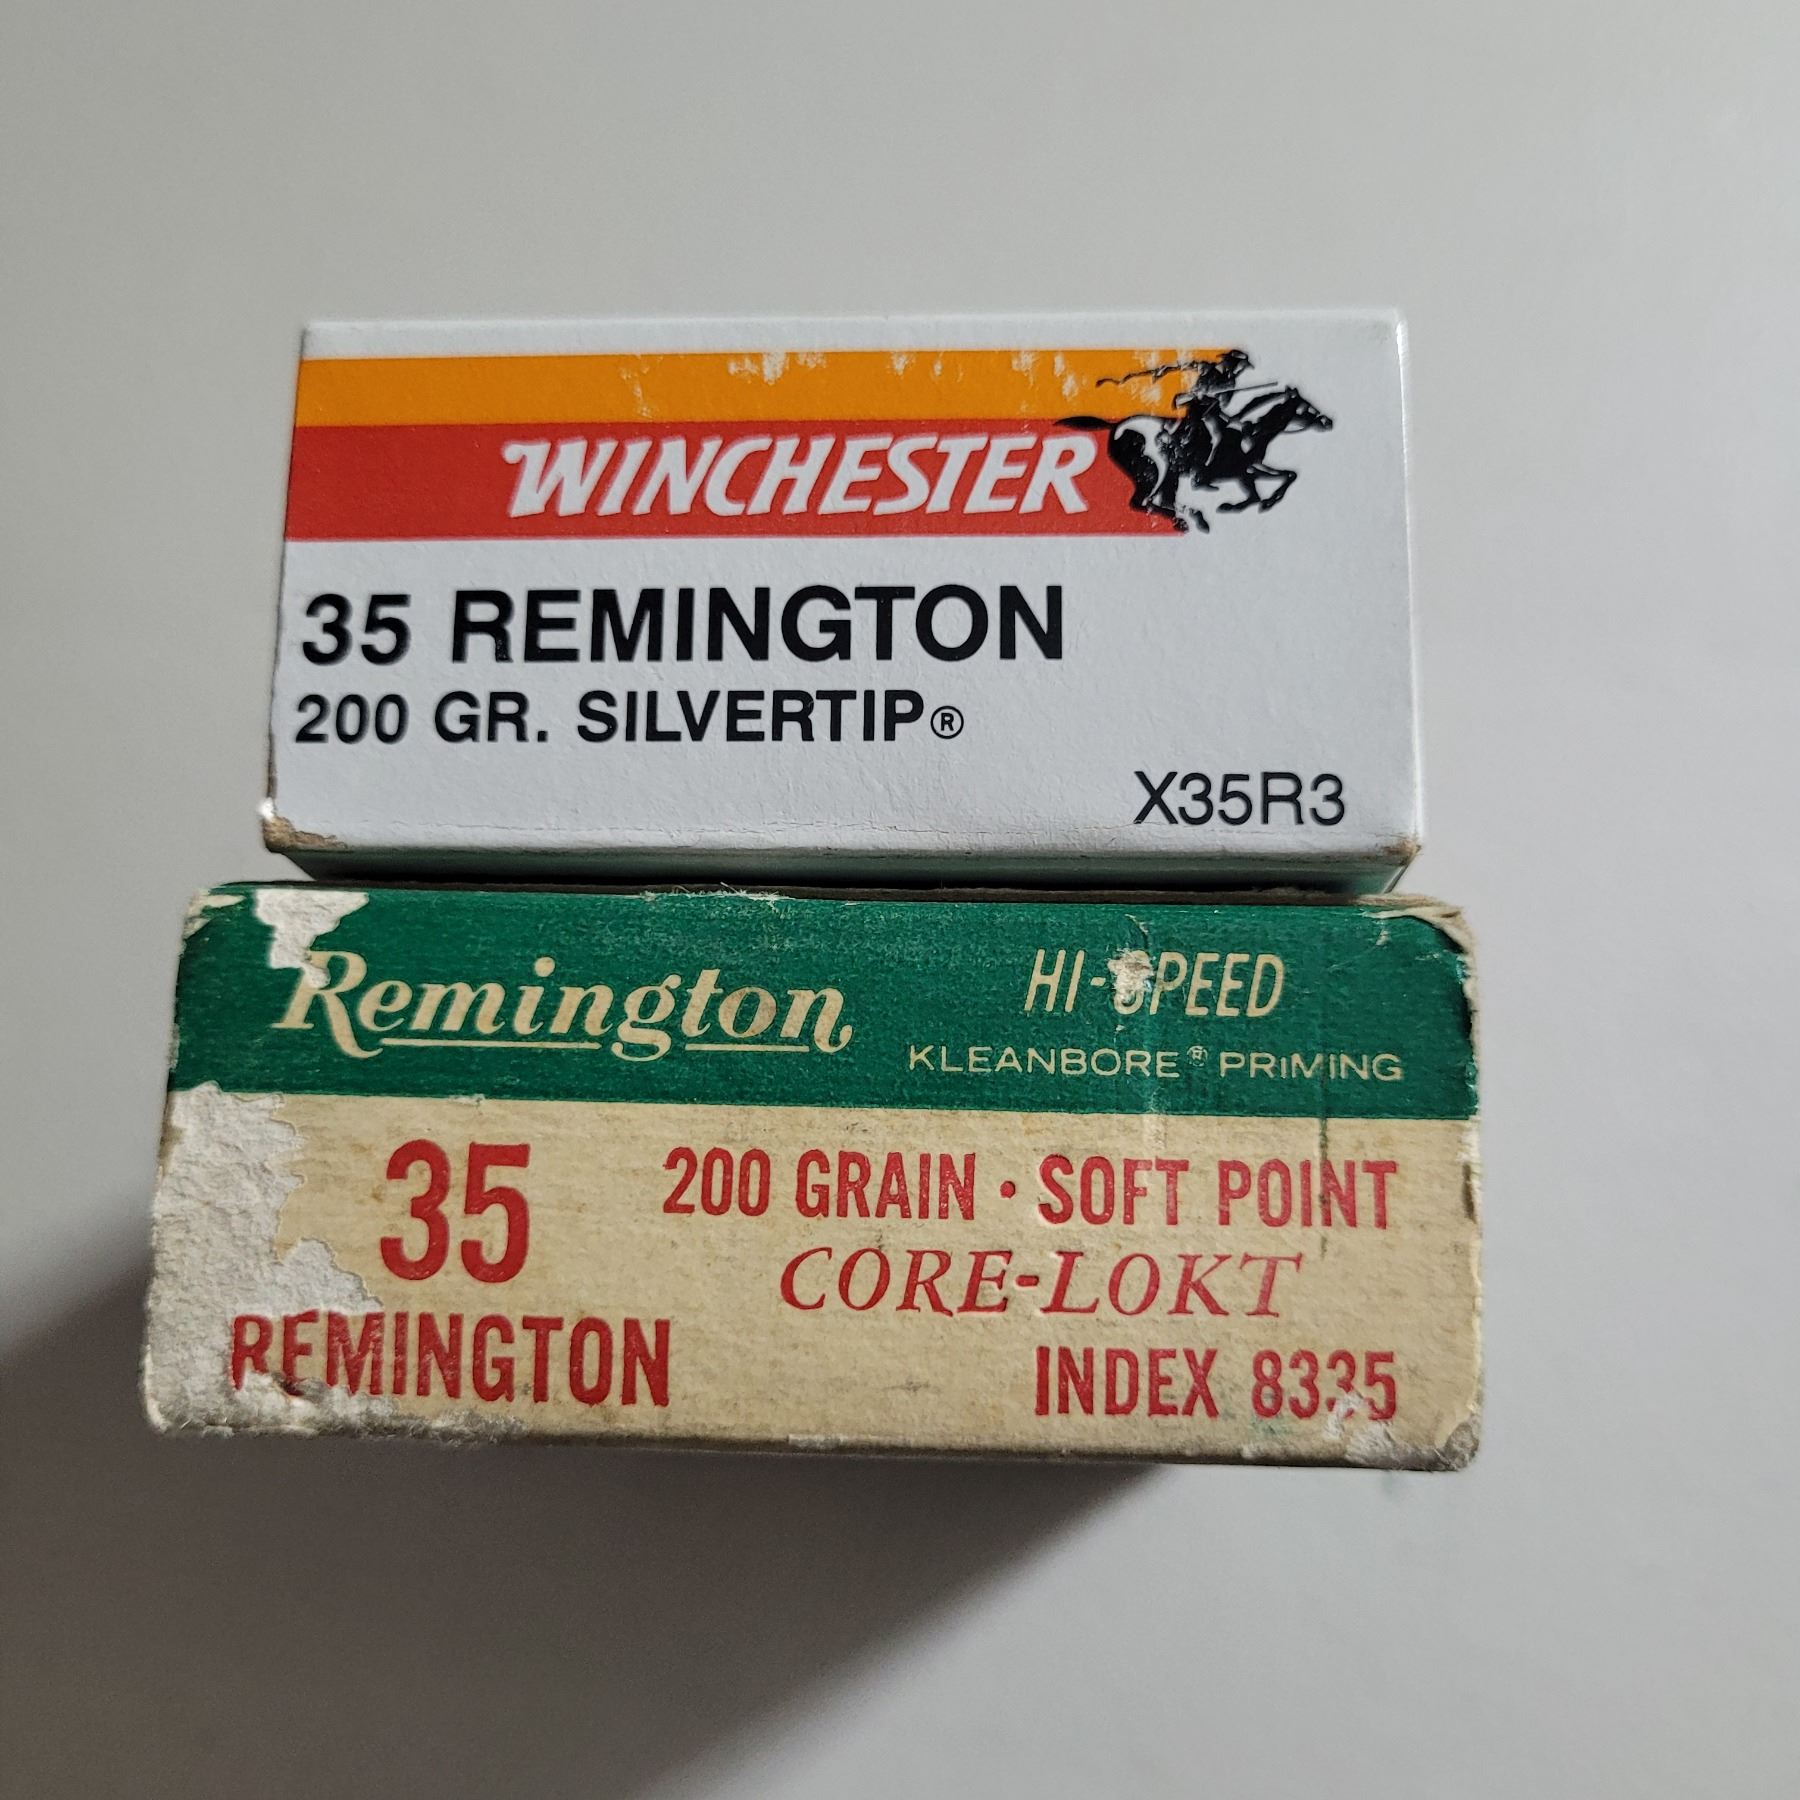 WINCHESTER
35 REMINGTON
200 GR. SILVERTIP®
X35R3
Remington
HI-SPEED
KLEANBORE® PRIMING
35
REMINGTON
200 GRAIN · SOFT POINT
CORE-LOKT
INDEX 8335